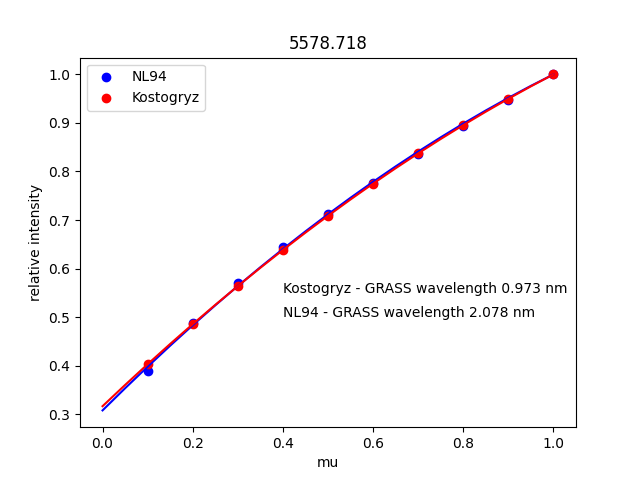 5578.718
NL94
Kostogryz
1.0
0.9
0.8
0.7
0.6
0.5
0.4
0.3
relative intensity
Kostogryz - GRASS wavelength 0.973 nm
NL94 - GRASS wavelength 2.078 nm
0.0 0.2 0.4 0.6 0.8 1.0
mu